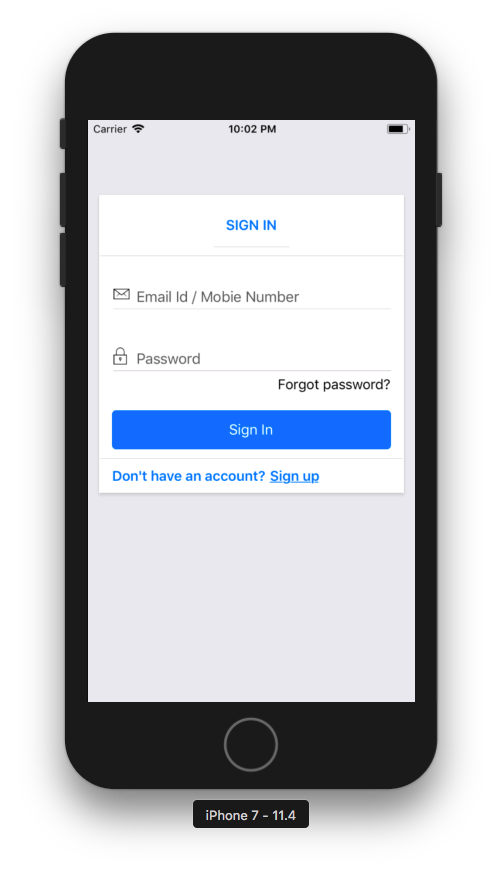 Carrier 10:02 PM
SIGN IN
Email Id / Mobie Number
Password
Forgot password?
Sign In
Don't have an account? Sign up
iPhone 7 - 11.4